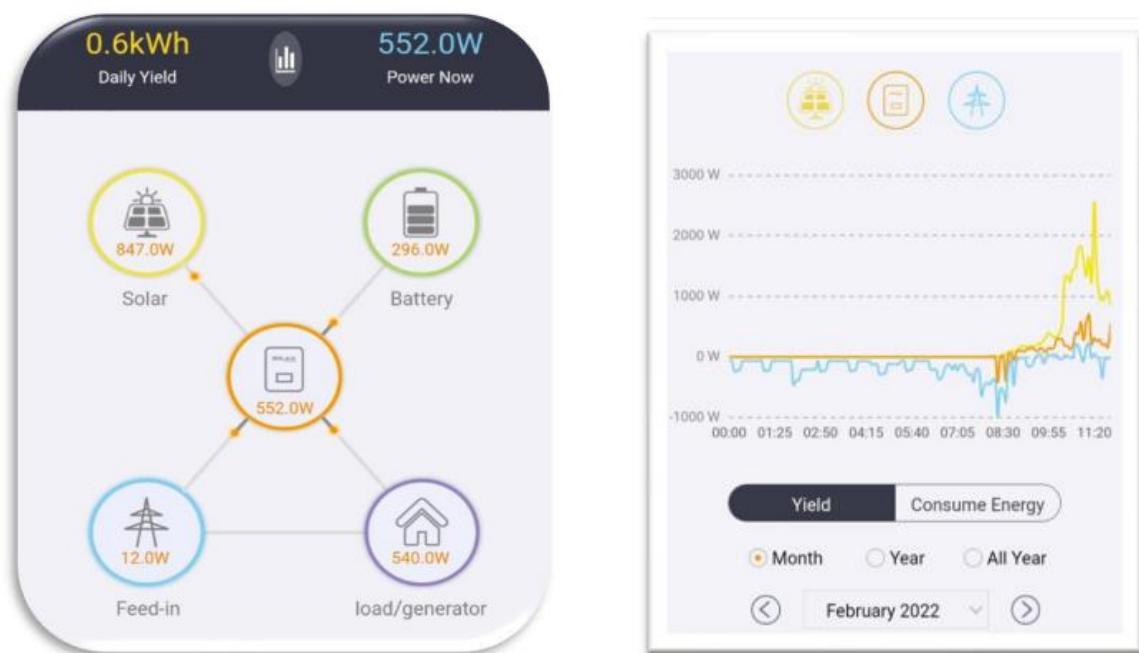 0.6kWh
Daily Yield
552.0W
Power Now
847.0W
Solar
296.0W
Battery
552.0W
12.0W
Feed-in
540.0W
load/generator
3000 W
2000 W
1000 W
0 W
-1000 W
00:00 01:25 02:50 04:15 05:40 07:05 08:30 09:55 11:20
Yield
Consume Energy
Month
Year
All Year
February 2022